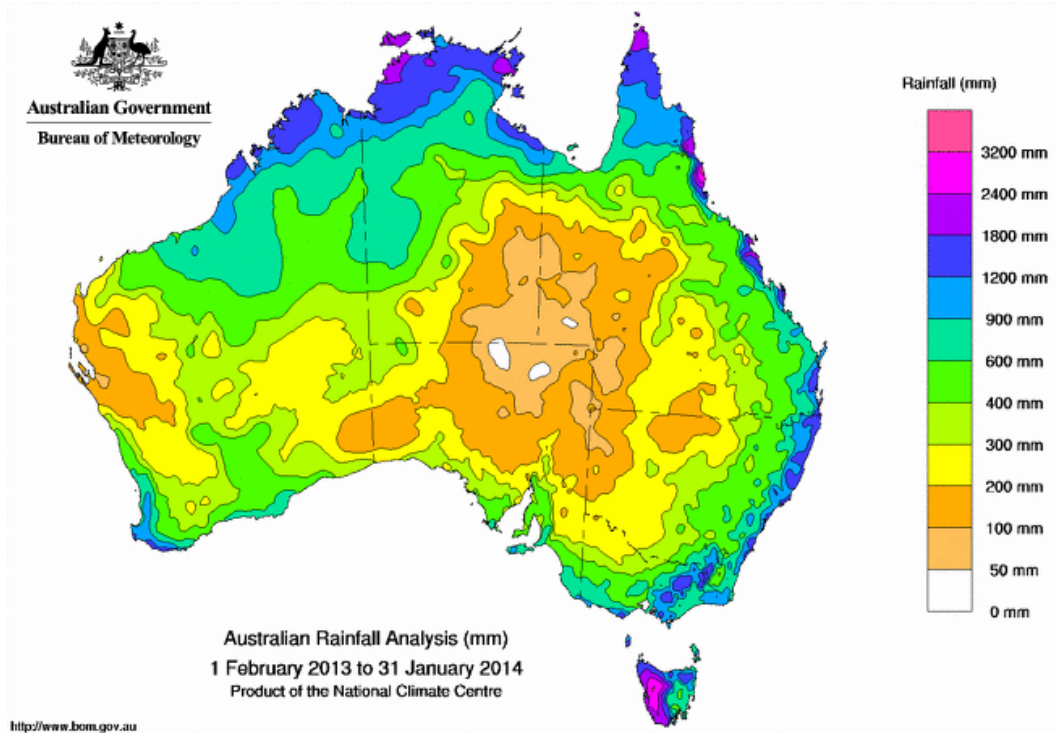 Australian Government
Bureau of Meteorology
Rainfall (mm)
3200 mm
2400 mm
1800 mm
1200 mm
900 mm
600 mm
400 mm
300 mm
200 mm
100 mm
50 mm
0 mm
Australian Rainfall Analysis (mm)
1 February 2013 to 31 January 2014
Product of the National Climate Centre
http://www.bom.gov.au